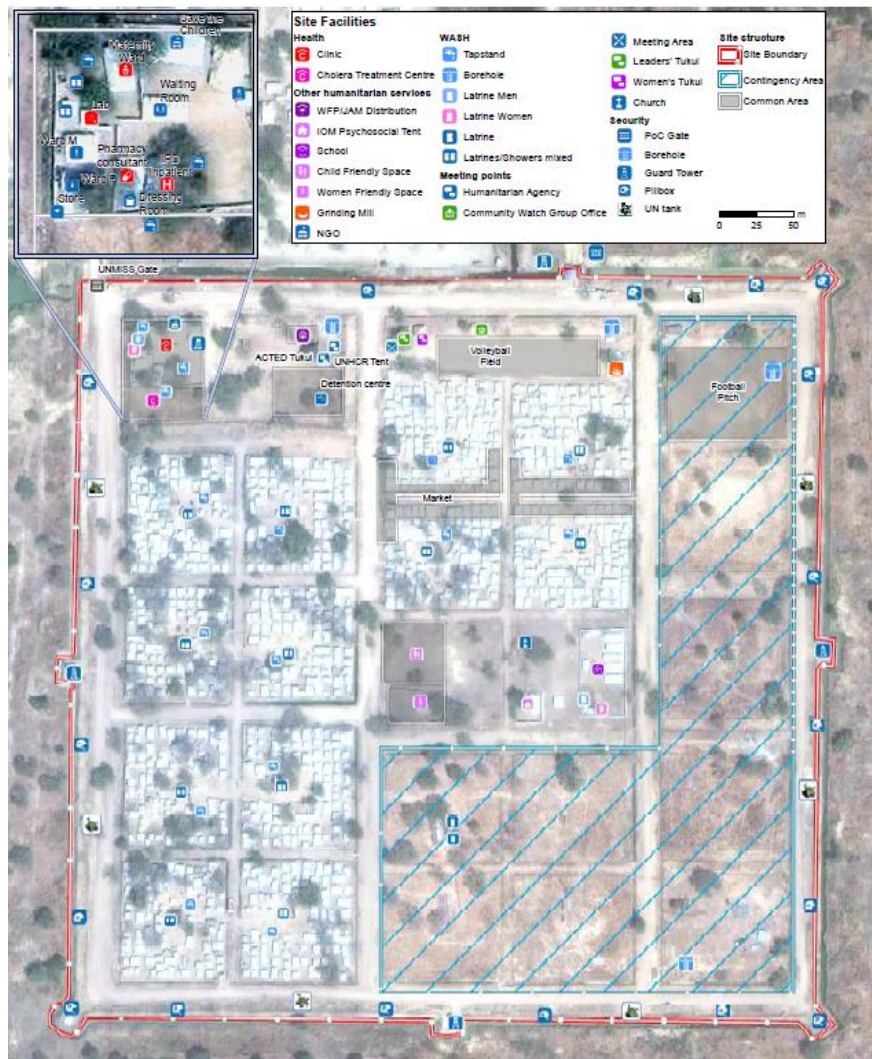 Save the
Children
Maternity
Ward
Waiting
Room
Lab
Ward M
Pharmacy
consultant
IPD
Inpatient
Ward F
Dressing
Room
Store
Site Facilities
Health
Clinic
Cholera Treatment Centre
Other humanitarian services
WFP/JAM Distribution
IOM Psychosocial Tent
School
Child Friendly Space
Women Friendly Space
Grinding Mill
NGO
WASH
Tapstand
Borehole
Latrine Men
Latrine Women
Latrine
Latrines/Showers mixed
Meeting points
Humanitarian Agency
Community Watch Group Office
Meeting Area
Leaders' Tukul
Women's Tukul
Church
Security
PoC Gate
Borehole
Guard Tower
Pillbox
UN tank
Site structure
Site Boundary
Contingency Area
Common Area
m
0 25 50
UNMISS Gate
ACTED Tukul
UNHCR Tent
Detention centre
Volleyball
Field
Football
Pitch
Market